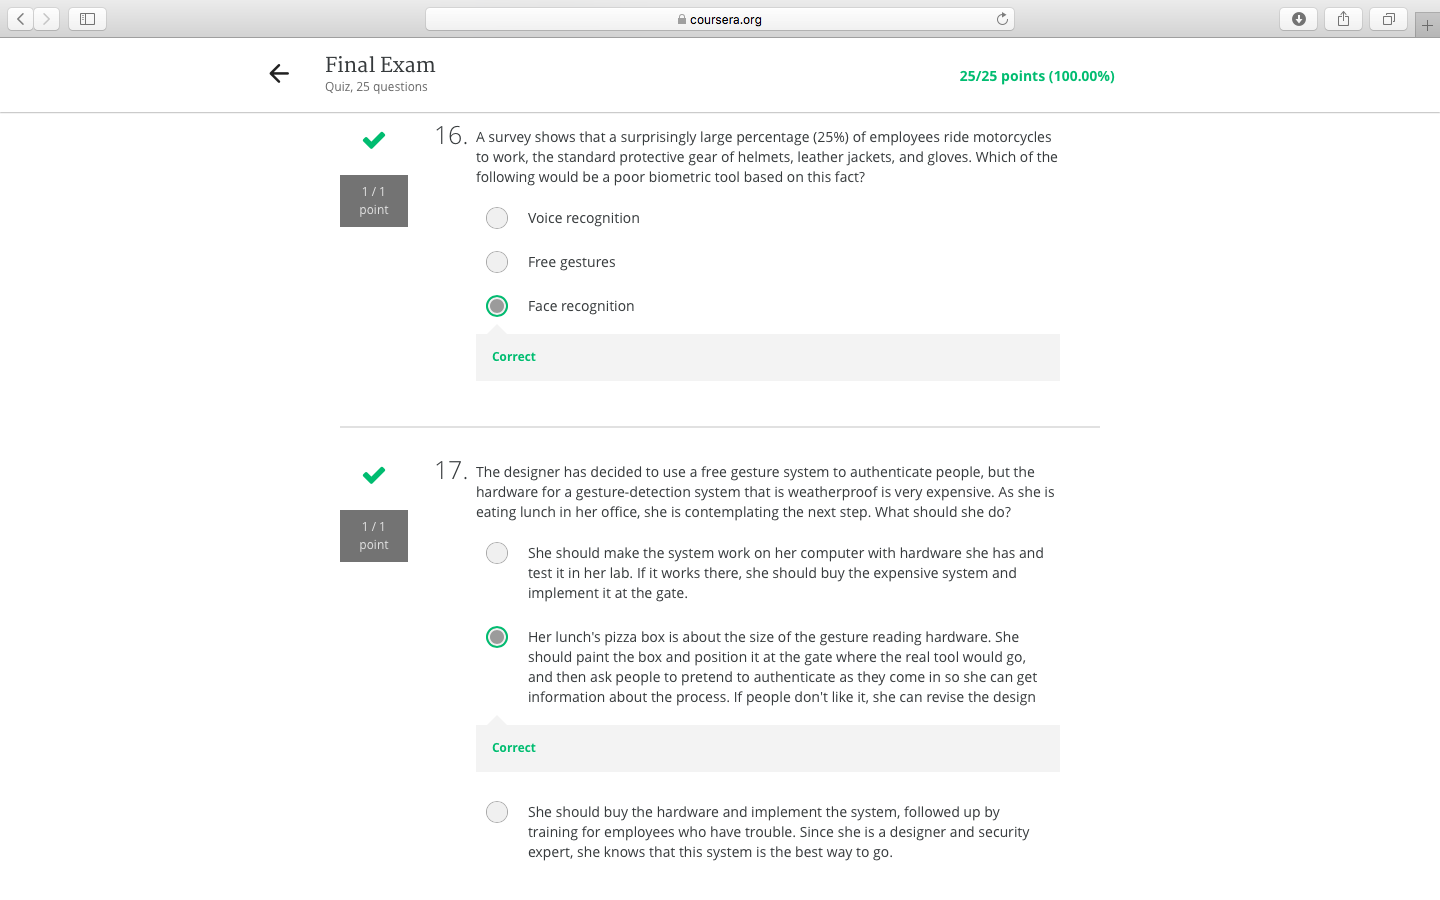 coursera.org
Final Exam
Quiz, 25 questions
25/25 points (100.00%)
16.
A survey shows that a surprisingly large percentage (25%) of employees ride motorcycles
to work, the standard protective gear of helmets, leather jackets, and gloves. Which of the
following would be a poor biometric tool based on this fact?
1 / 1
point
Voice recognition
Free gestures
Face recognition
Correct
17.
The designer has decided to use a free gesture system to authenticate people, but the
hardware for a gesture-detection system that is weatherproof is very expensive. As she is
eating lunch in her office, she is contemplating the next step. What should she do?
1 / 1
point
She should make the system work on her computer with hardware she has and
test it in her lab. If it works there, she should buy the expensive system and
implement it at the gate.
Her lunch's pizza box is about the size of the gesture reading hardware. She
should paint the box and position it at the gate where the real tool would go,
and then ask people to pretend to authenticate as they come in so she can get
information about the process. If people don't like it, she can revise the design
Correct
She should buy the hardware and implement the system, followed up by
training for employees who have trouble. Since she is a designer and security
expert, she knows that this system is the best way to go.